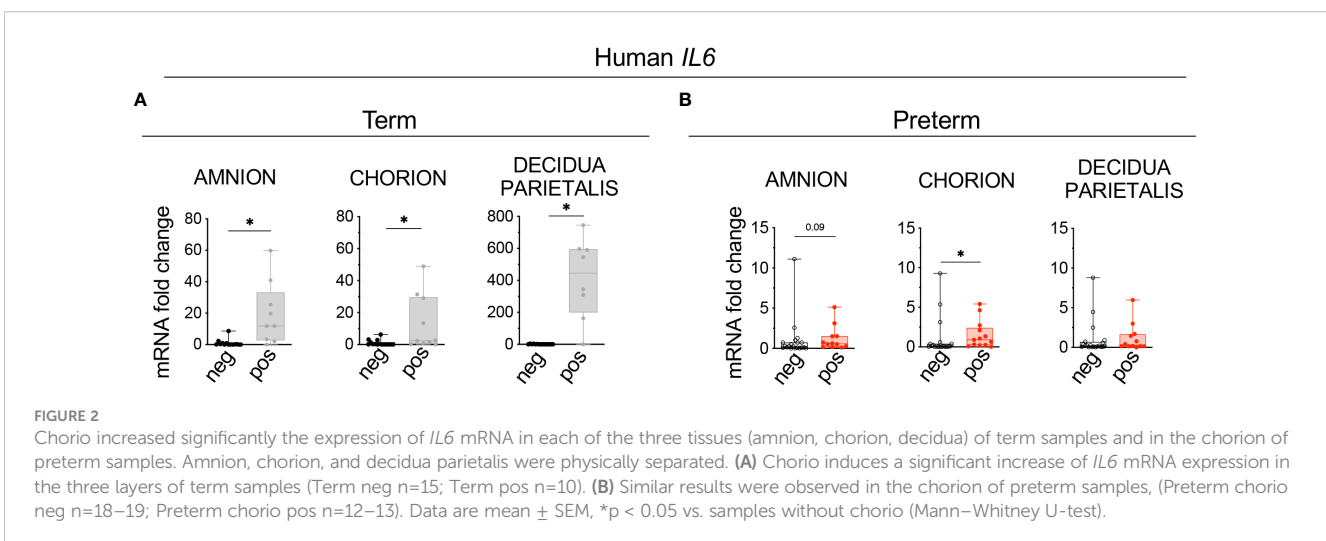 Human IL6
A
B
Term
Preterm
AMNION
CHORION
DECIDUA
PARIETALIS
AMNION
CHORION
DECIDUA
PARIETALIS
mRNA fold change
80
60
40
20
0
*
neg
pos
80
60
40
20
0
*
neg
pos
800
600
400
200
0
*
neg
pos
mRNA fold change
15
10
5
0
0.09
neg
pos
15
10
5
0
*
neg
pos
15
10
5
0
neg
pos
FIGURE 2
Chorio increased significantly the expression of IL6 mRNA in each of the three tissues (amnion, chorion, decidua) of term samples and in the chorion of
preterm samples. Amnion, chorion, and decidua parietalis were physically separated. (A) Chorio induces a significant increase of IL6 mRNA expression in
the three layers of term samples (Term neg n=15; Term pos n=10). (B) Similar results were observed in the chorion of preterm samples, (Preterm chorio
neg n=18–19; Preterm chorio pos n=12–13). Data are mean ± SEM, *p < 0.05 vs. samples without chorio (Mann–Whitney U-test).